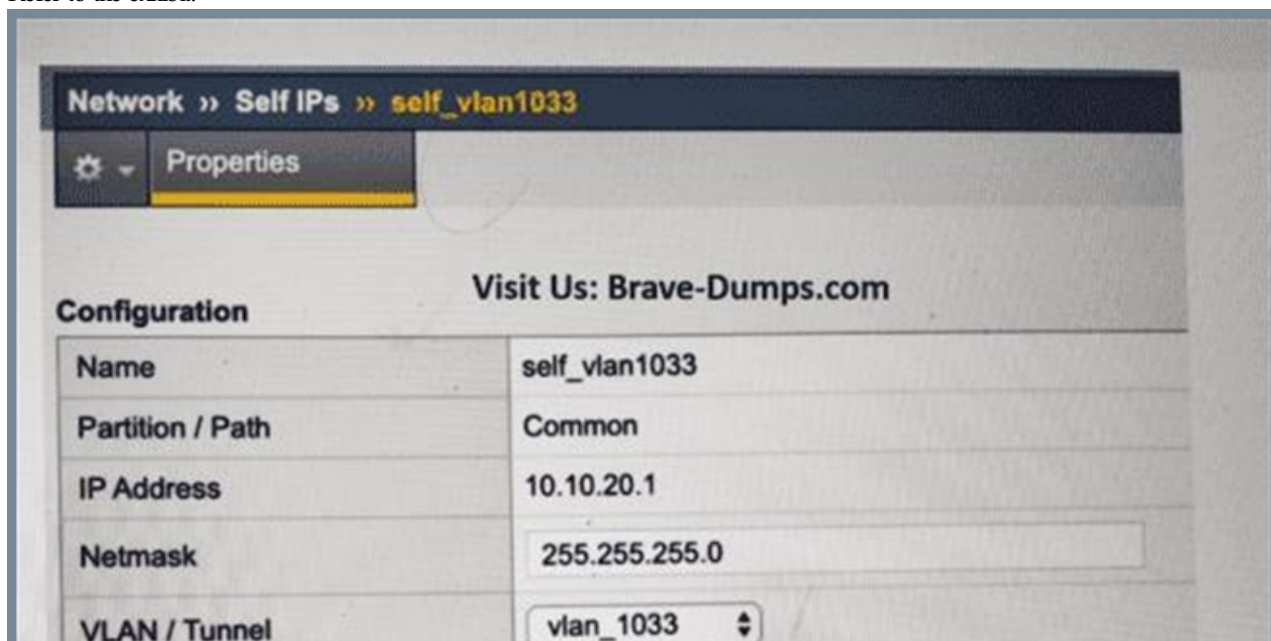 Network » Self IPs » self_vlan1033
Properties
Visit Us: Brave-Dumps.com
Configuration
Name self_vlan1033
Partition / Path Common
IP Address 10.10.20.1
Netmask 255.255.255.0
VLAN / Tunnel vlan_1033